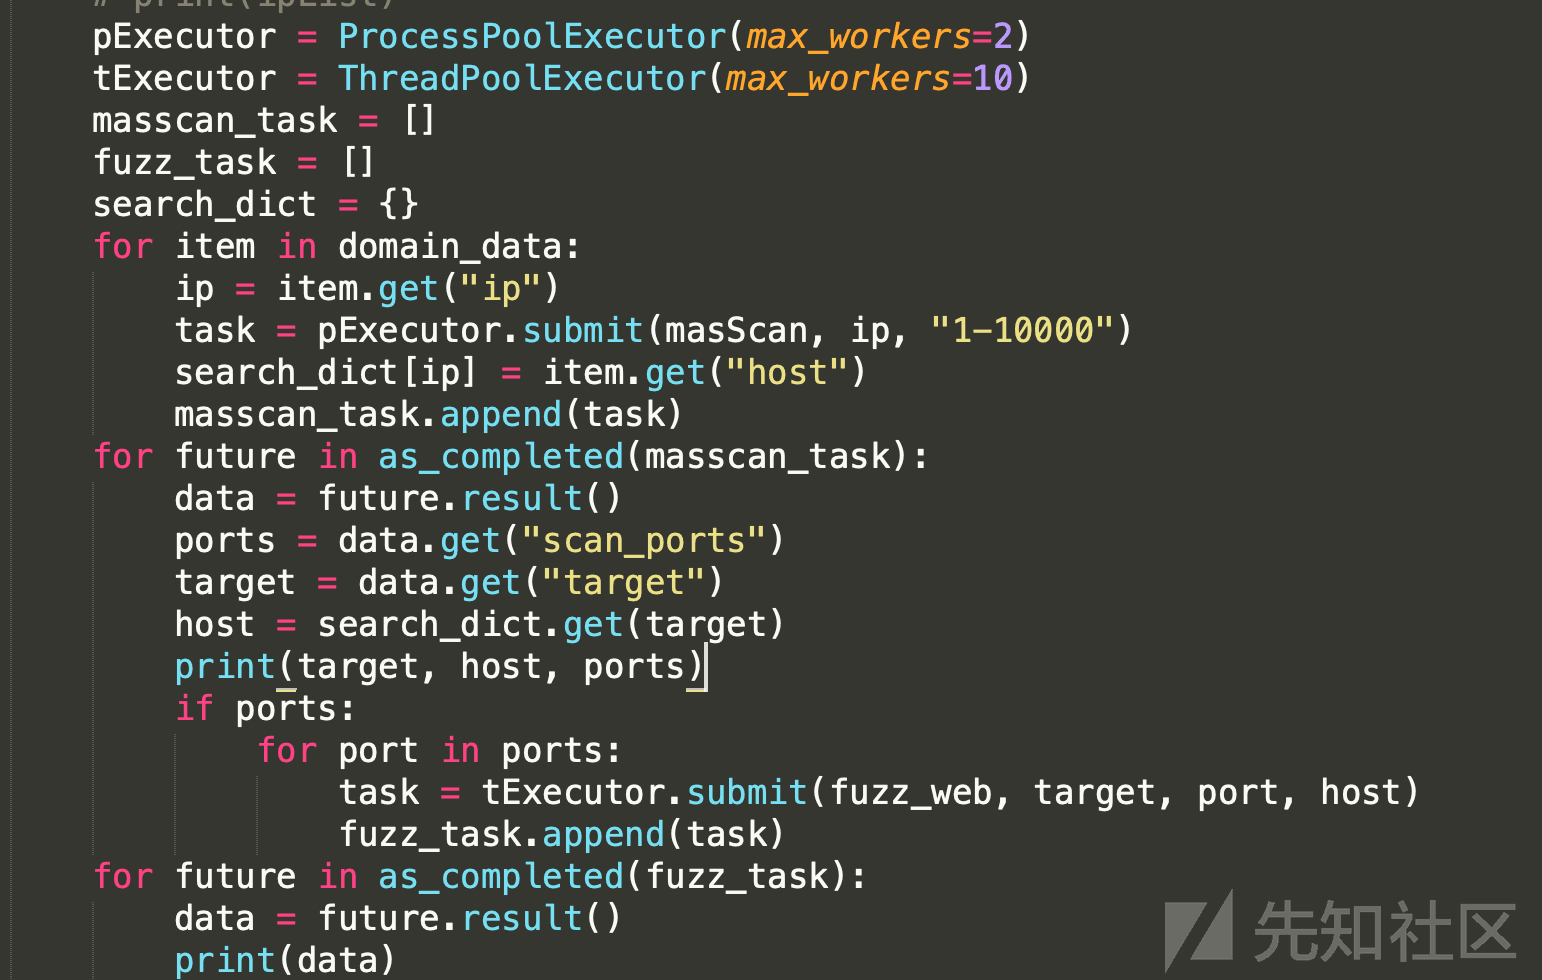 # print(ipList)
pExecutor = ProcessPoolExecutor(max_workers=2)
tExecutor = ThreadPoolExecutor(max_workers=10)
masscan_task = []
fuzz_task = []
search_dict = {}
for item in domain_data:
    ip = item.get("ip")
    task = pExecutor.submit(masScan, ip, "1-10000")
    search_dict[ip] = item.get("host")
    masscan_task.append(task)
for future in as_completed(masscan_task):
    data = future.result()
    ports = data.get("scan_ports")
    target = data.get("target")
    host = search_dict.get(target)
    print(target, host, ports)
    if ports:
        for port in ports:
            task = tExecutor.submit(fuzz_web, target, port, host)
            fuzz_task.append(task)
for future in as_completed(fuzz_task):
    data = future.result()
    print(data)
先知社区